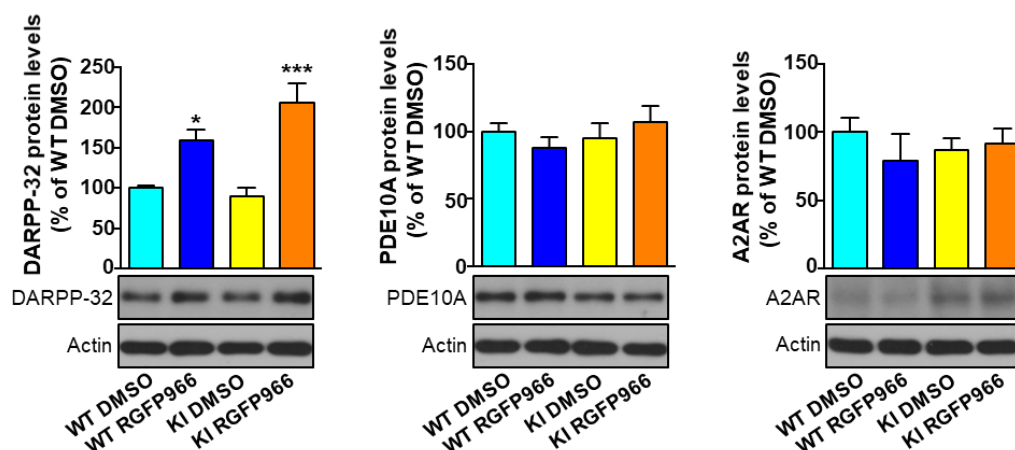 DARPP-32 protein levels
(% of WT DMSO)
250
200
150
100
50
0
*
***
DARPP-32
Actin
WT DMSO
WT RGFP966
KI DMSO
KI RGFP966
PDE10A protein levels
(% of WT DMSO)
150
100
50
0
PDE10A
Actin
WT DMSO
WT RGFP966
KI DMSO
KI RGFP966
A2AR protein levels
(% of WT DMSO)
150
100
50
0
A2AR
Actin
WT DMSO
WT RGFP966
KI DMSO
KI RGFP966